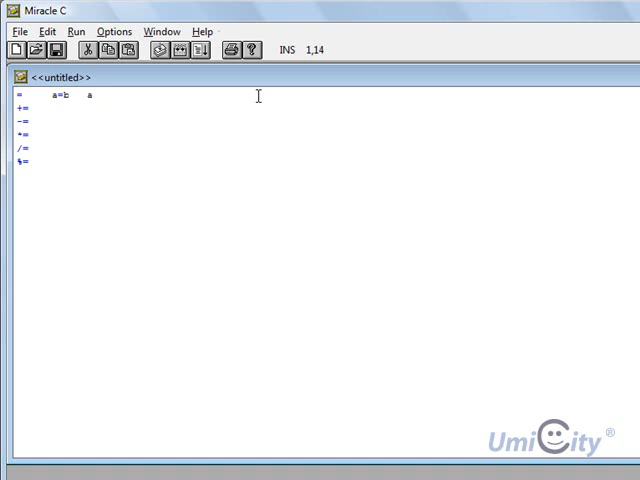 Miracle C
File Edit Run Options Window Help
INS 1,14
<<untitled>>
= a=b a
+=
-=
*=
/=
%=
UmiCity ®